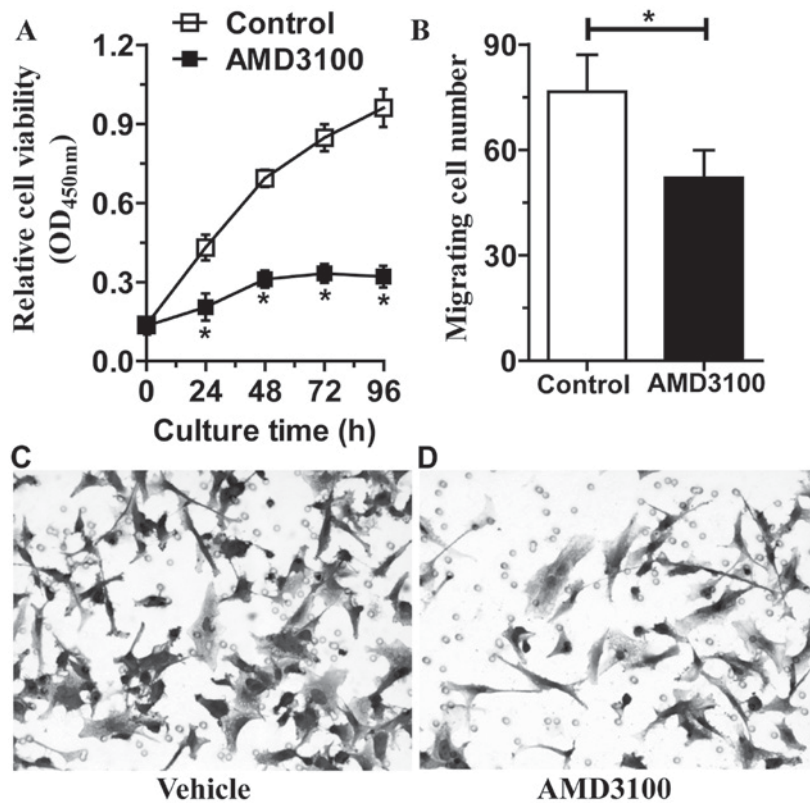 A
Control
AMD3100
1.2
0.9
0.6
0.3
0.0
Relative cell viability
(OD450nm)
*
*
*
*
0 24 48 72 96
Culture time (h)
B
*
90
60
30
0
Migrating cell number
Control AMD3100
C
Vehicle
D
AMD3100